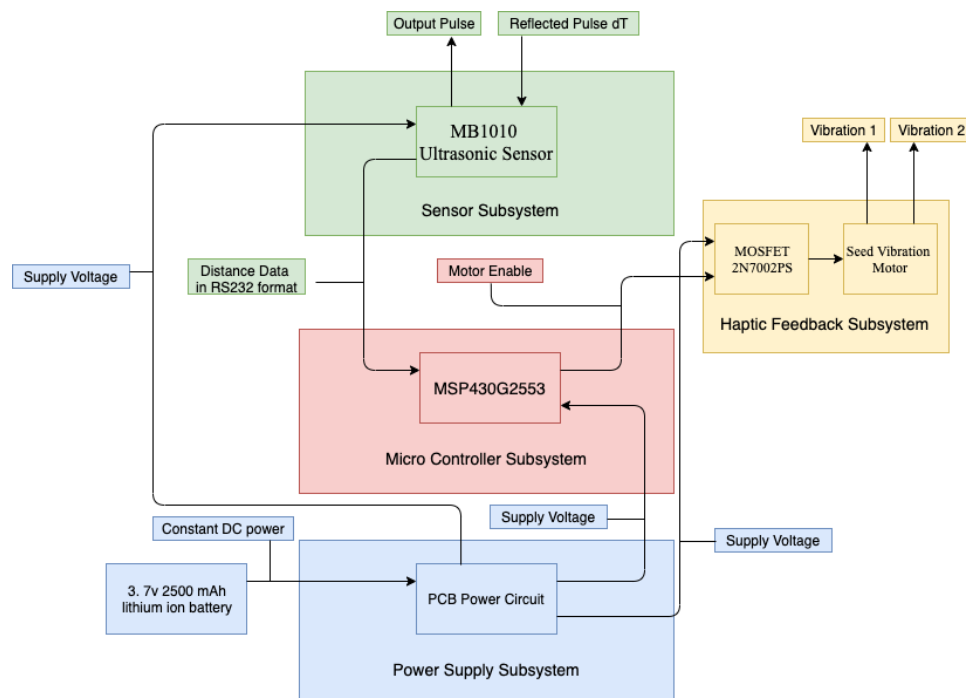 Output Pulse
Reflected Pulse dT
MB1010
Ultrasonic Sensor
Sensor Subsystem
Vibration 1
Vibration 2
Supply Voltage
Distance Data
in RS232 format
Motor Enable
MOSFET
2N7002PS
Seed Vibration
Motor
Haptic Feedback Subsystem
MSP430G2553
Micro Controller Subsystem
Constant DC power
Supply Voltage
Supply Voltage
3. 7v 2500 mAh
lithium ion battery
PCB Power Circuit
Power Supply Subsystem